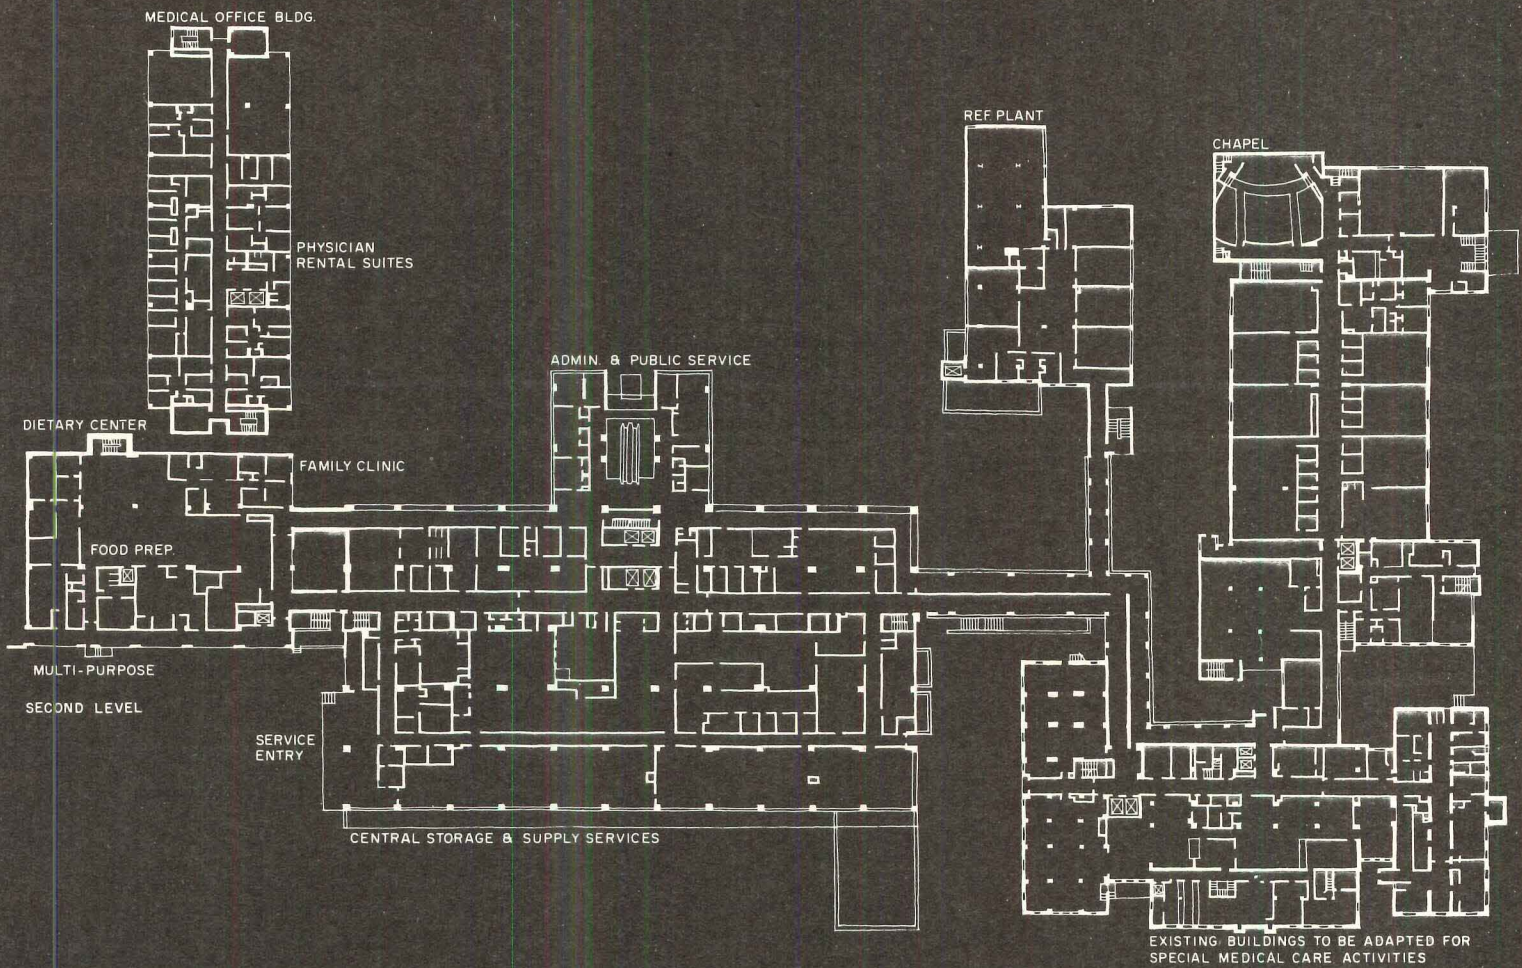 MEDICAL OFFICE BLDG.
REF PLANT
CHAPEL
PHYSICIAN
RENTAL SUITES
ADMIN. & PUBLIC SERVICE
DIETARY CENTER
FAMILY CLINIC
FOOD PREP.
MULTI-PURPOSE
SECOND LEVEL
SERVICE
ENTRY
CENTRAL STORAGE & SUPPLY SERVICES
EXISTING BUILDINGS TO BE ADAPTED FOR
SPECIAL MEDICAL CARE ACTIVITIES